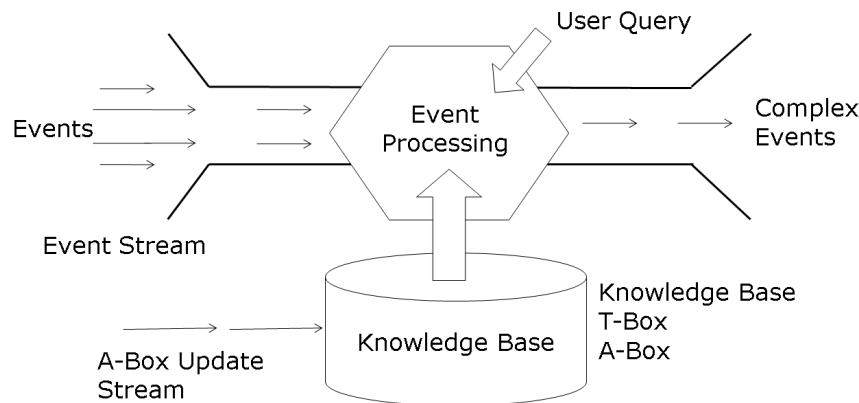 User Query
Events
Event
Processing
Complex
Events
Event Stream
Knowledge Base
Knowledge Base
T-Box
A-Box
A-Box Update
Stream